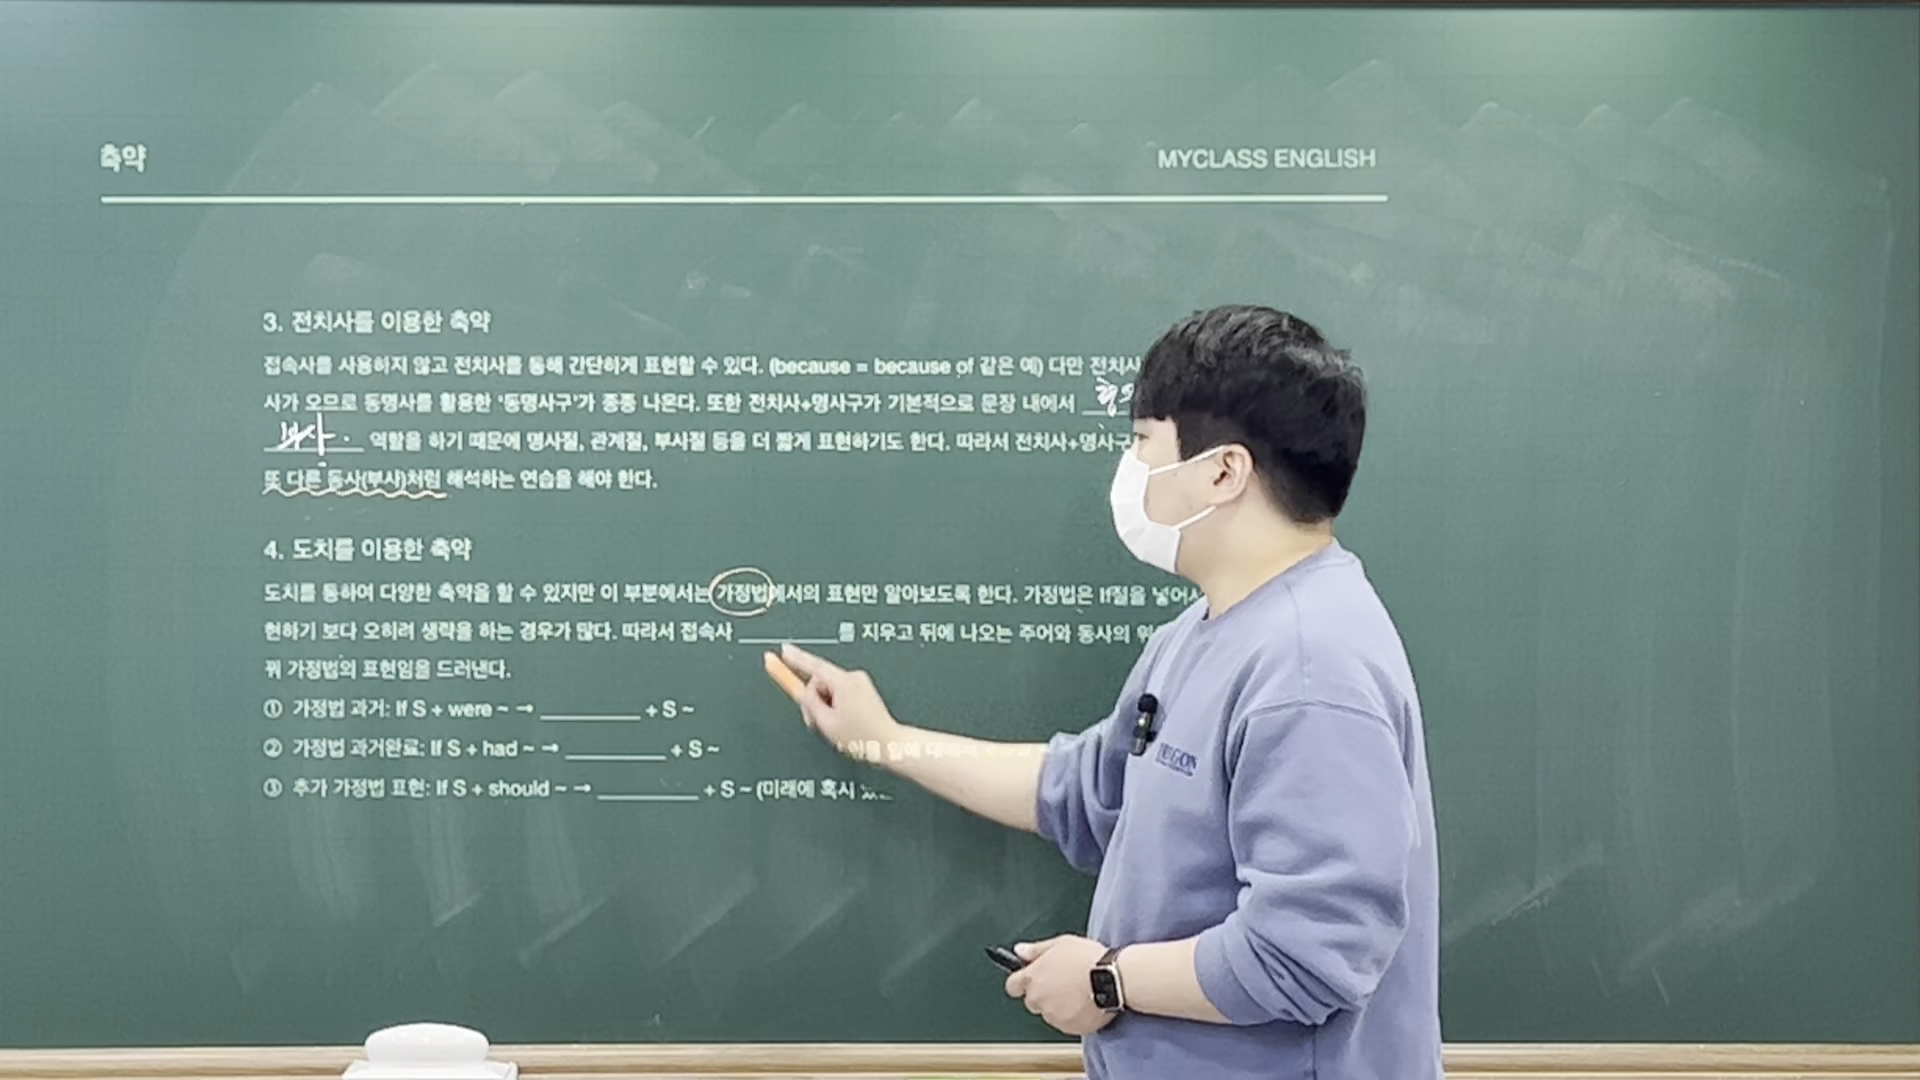 축약
MYCLASS ENGLISH
3. 전치사를 이용한 축약
접속사를 사용하지 않고 전치사를 통해 간단하게 표현할 수 있다. (because = because of 같은 예) 다만 전치사
사가 오므로 동명사를 활용한 '동명사구'가 종종 나온다. 또한 전치사+명사구가 기본적으로 문장 내에서 형
부사. 역할을 하기 때문에 명사절, 관계절, 부사절 등을 더 짧게 표현하기도 한다. 따라서 전치사+명사구
또 다른 동사(부사)처럼 해석하는 연습을 해야 한다.
4. 도치를 이용한 축약
도치를 통하여 다양한 축약을 할 수 있지만 이 부분에서는 가정법에서의 표현만 알아보도록 한다. 가정법은 If절을 넣어서
현하기 보다 오히려 생략을 하는 경우가 많다. 따라서 접속사 ________를 지우고 뒤에 나오는 주어와 동사의 위
꿔 가정법의 표현임을 드러낸다.
① 가정법 과거: If S + were ~ → ________ + S ~
② 가정법 과거완료: If S + had ~ → ________ + S ~
③ 추가 가정법 표현: If S + should ~ → ________ + S ~ (미래에 혹시